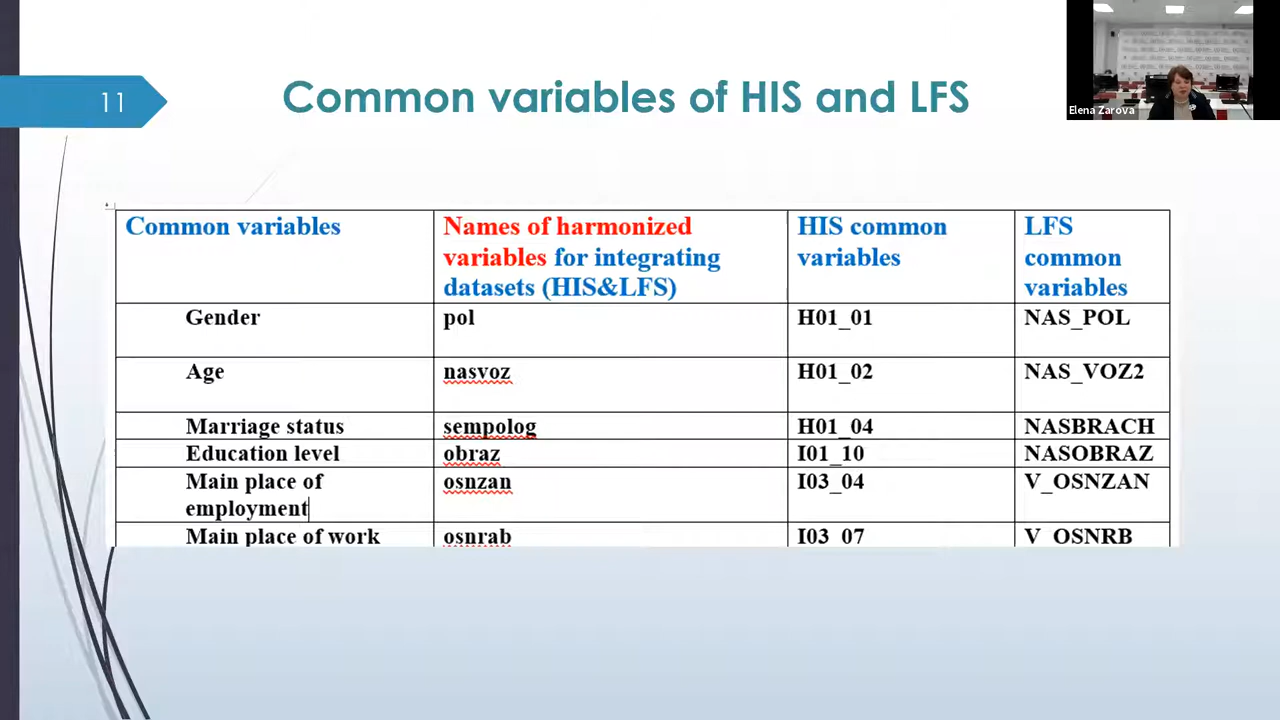 11
Common variables of HIS and LFS
Elena Zarova
Common variables
Names of harmonized
variables for integrating
datasets (HIS&LFS)
HIS common
variables
LFS
common
variables
Gender
pol
H01_01
NAS_POL
Age
nasvoz
H01_02
NAS_VOZ2
Marriage status
sempolog
H01_04
NASBRACH
Education level
obraz
I01_10
NASOBRAZ
Main place of
employment
osnzan
I03_04
V_OSNZAN
Main place of work
osnrab
I03_07
V_OSNRB